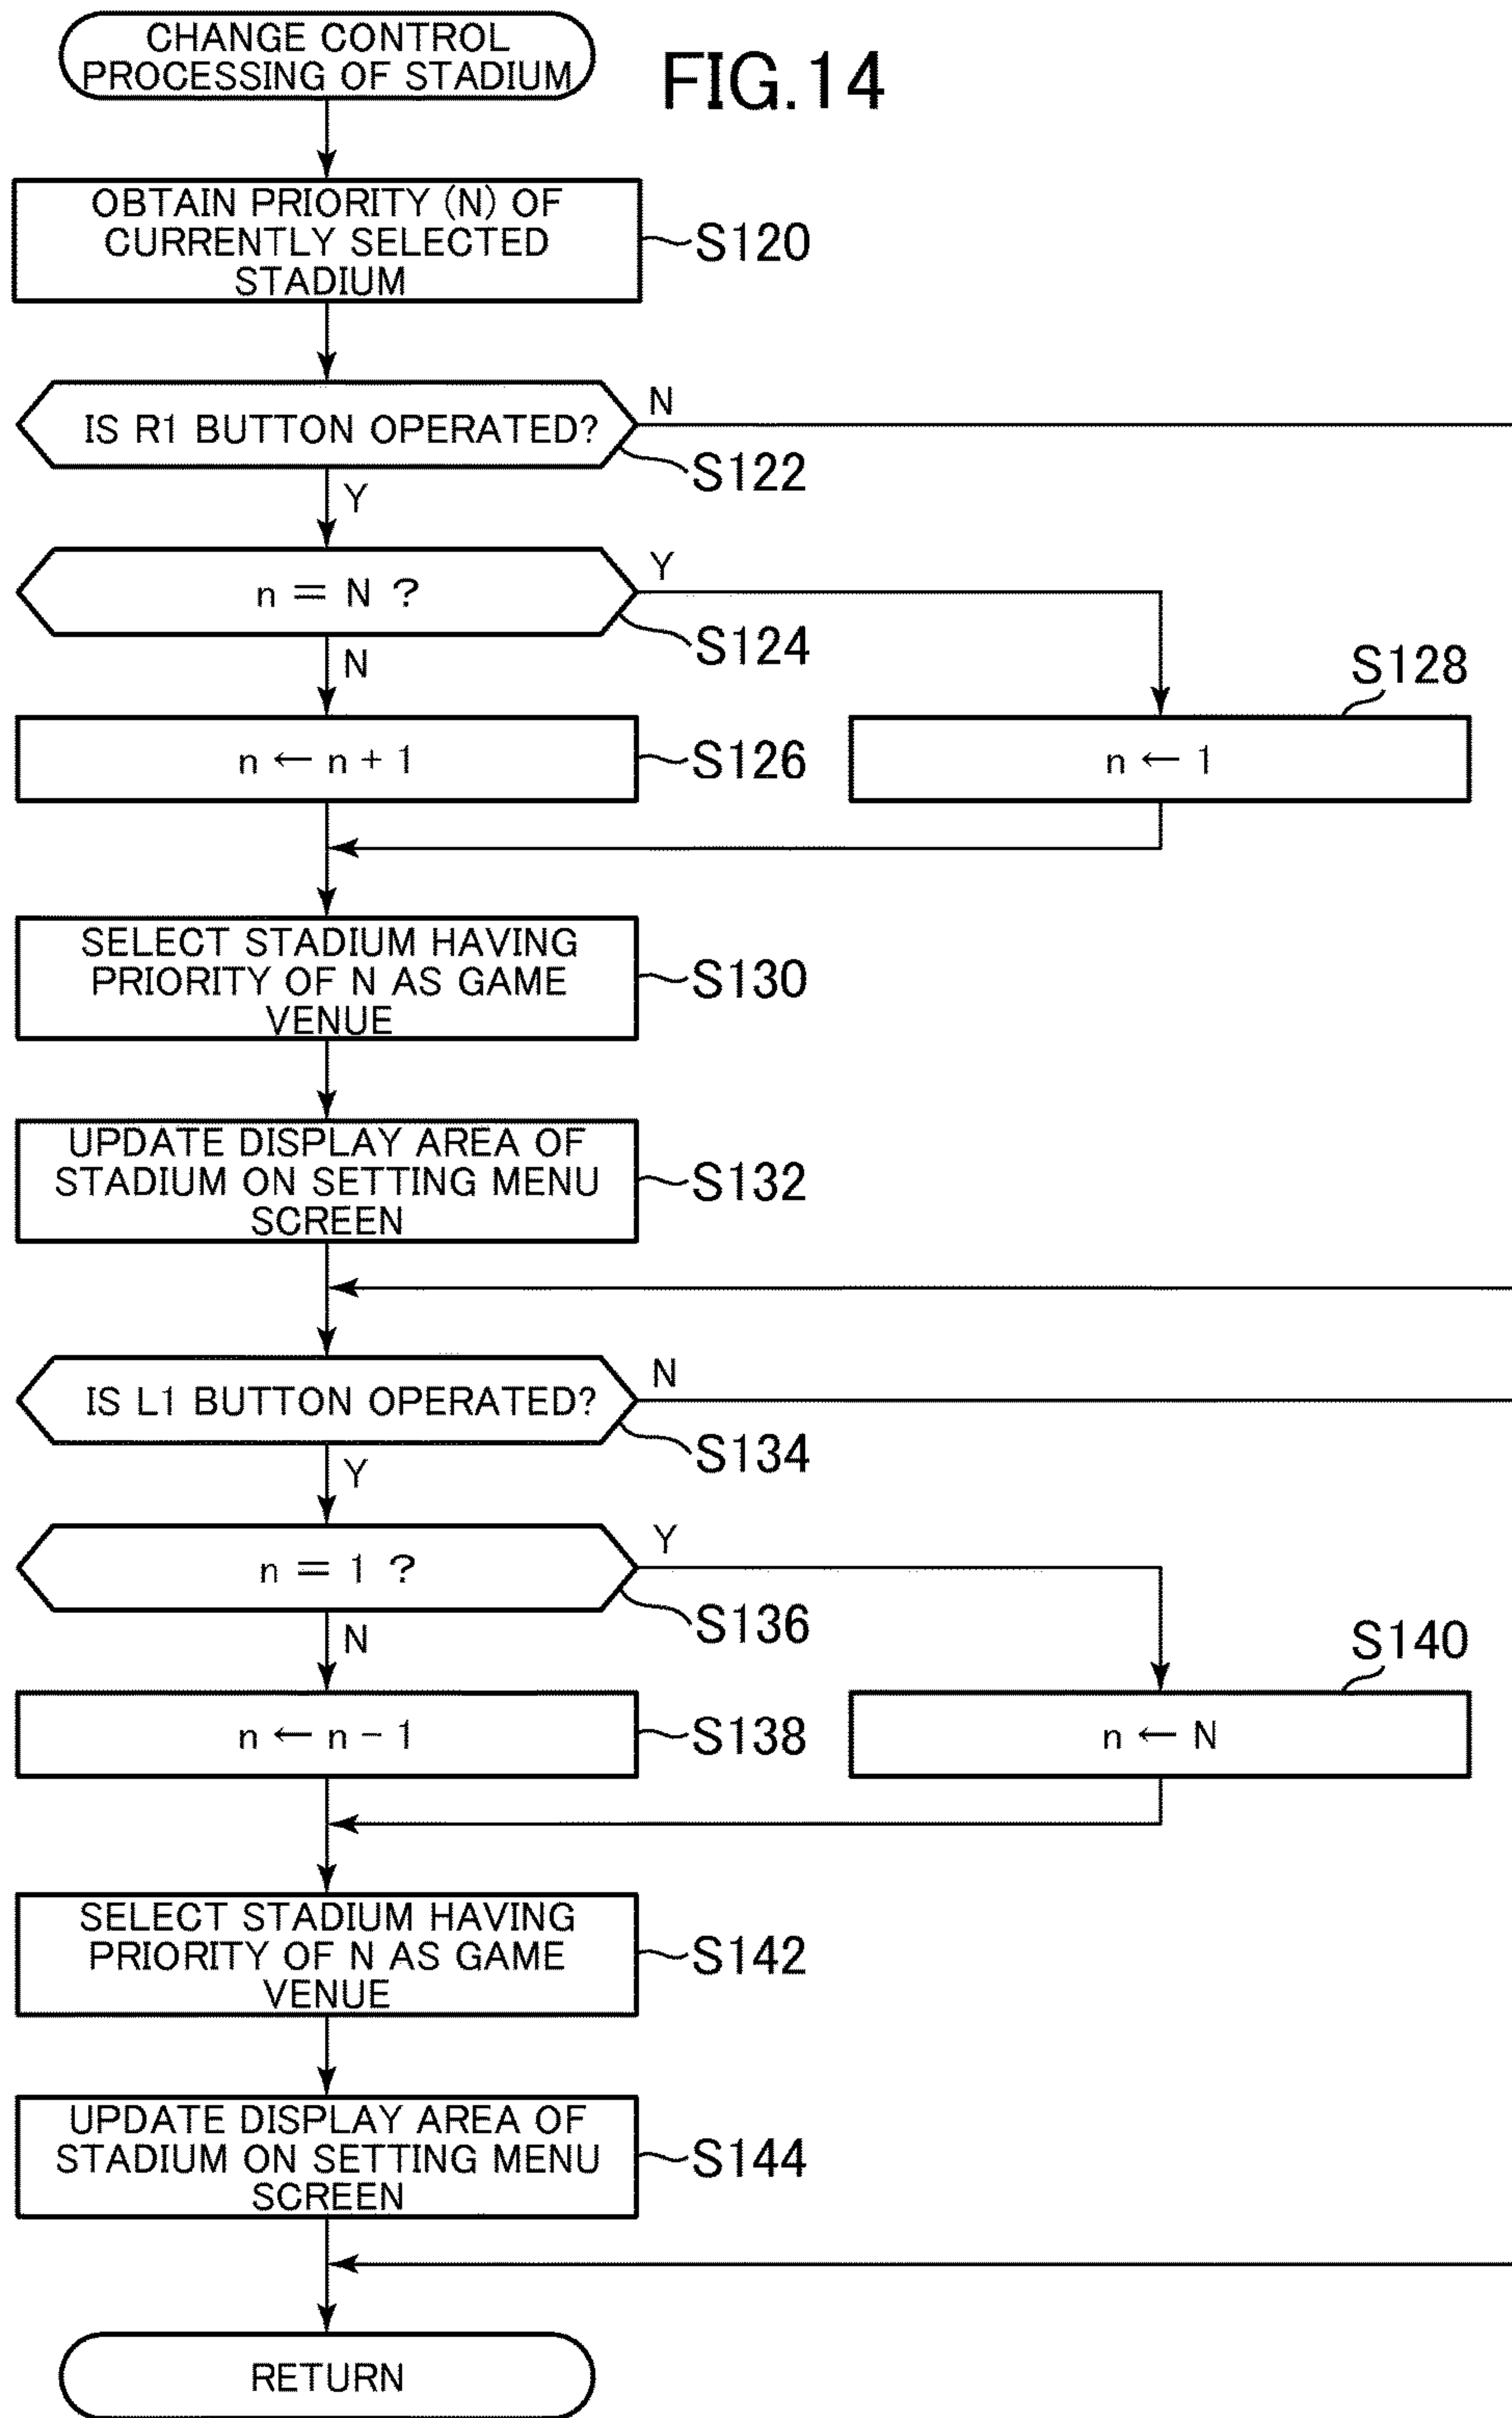 CHANGE CONTROL
PROCESSING OF STADIUM
FIG.14
OBTAIN PRIORITY (N) OF
CURRENTLY SELECTED
STADIUM
S120
IS R1 BUTTON OPERATED?
N
S122
Y
n = N ?
Y
S124
N
S128
n ← n + 1
S126
n ← 1
SELECT STADIUM HAVING
PRIORITY OF N AS GAME
VENUE
S130
UPDATE DISPLAY AREA OF
STADIUM ON SETTING MENU
SCREEN
S132
IS L1 BUTTON OPERATED?
N
S134
Y
n = 1 ?
Y
S136
N
S140
n ← n − 1
S138
n ← N
SELECT STADIUM HAVING
PRIORITY OF N AS GAME
VENUE
S142
UPDATE DISPLAY AREA OF
STADIUM ON SETTING MENU
SCREEN
S144
RETURN